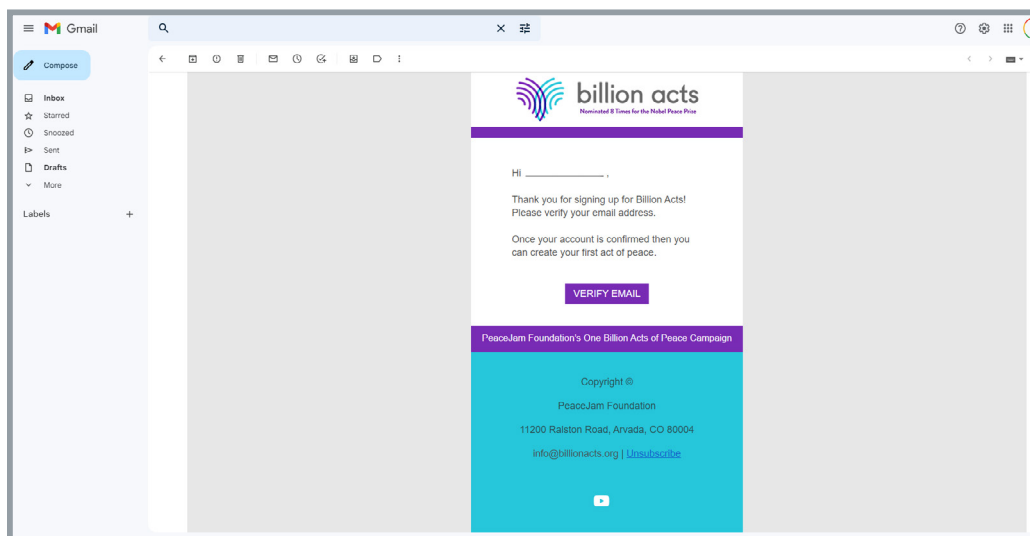 Gmail
Compose
Inbox
Starred
Snoozed
Sent
Drafts
More
Labels
billion acts
Nominated 8 Times for the Nobel Peace Prize
Hi _______________ ,
Thank you for signing up for Billion Acts!
Please verify your email address.
Once your account is confirmed then you
can create your first act of peace.
VERIFY EMAIL
PeaceJam Foundation's One Billion Acts of Peace Campaign
Copyright ©
PeaceJam Foundation
11200 Ralston Road, Arvada, CO 80004
info@billionacts.org | Unsubscribe